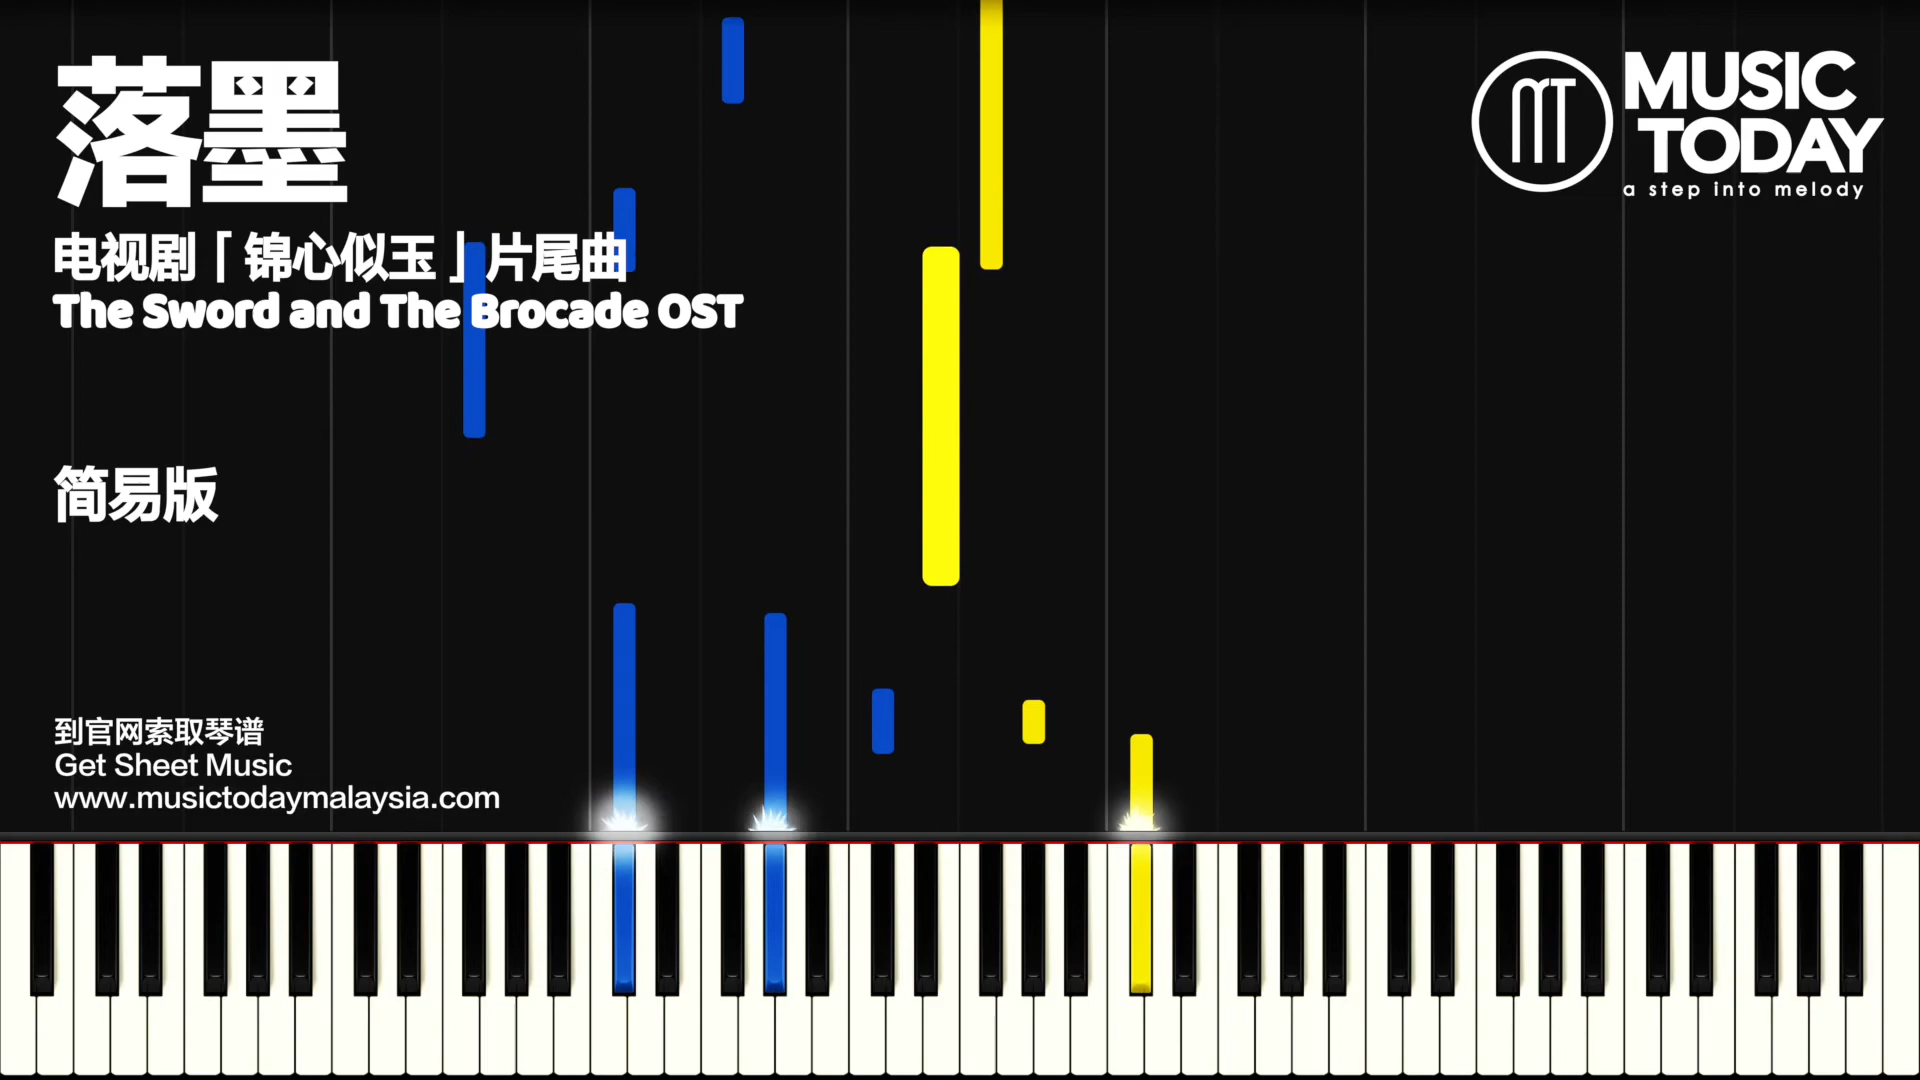 落墨
电视剧「锦心似玉」片尾曲
The Sword and The Brocade OST
简易版
到官网索取琴谱
Get Sheet Music
www.musictodaymalaysia.com
MT
MUSIC
TODAY
a step into melody